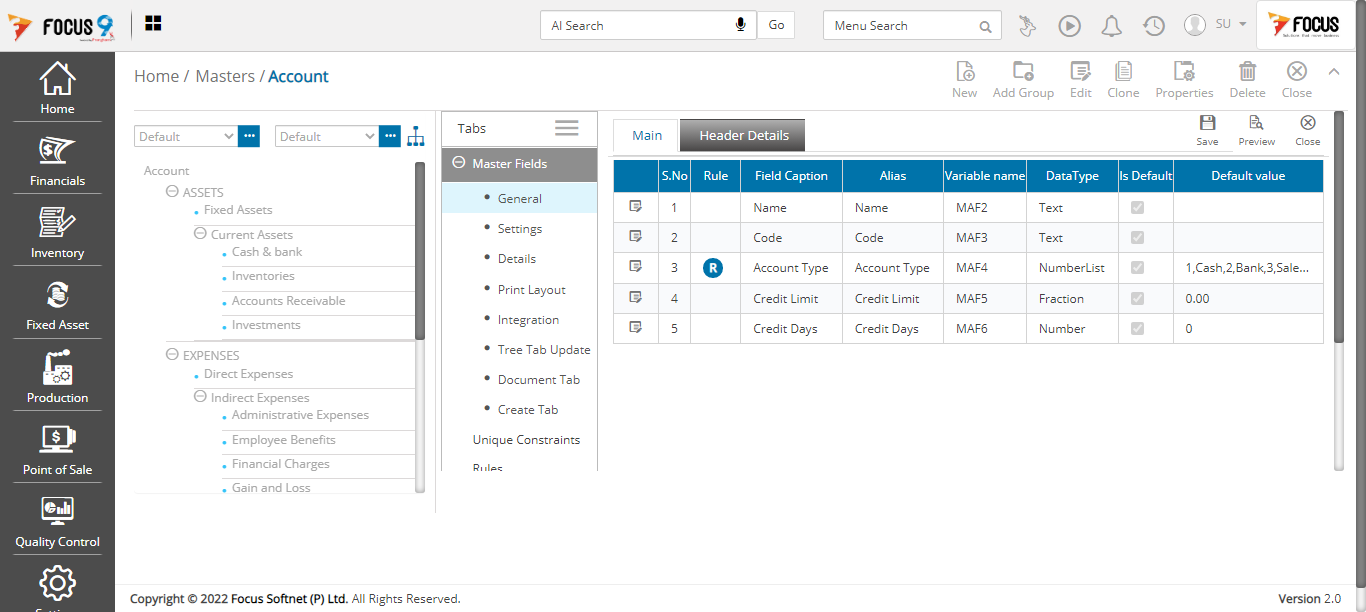 FOCUS 9
AI Search
Go
Menu Search
SU
FOCUS
Home
Financials
Inventory
Fixed Asset
Production
Point of Sale
Quality Control
Home / Masters / Account
New
Add Group
Edit
Clone
Properties
Delete
Close
Default
Default
Account
ASSETS
Fixed Assets
Current Assets
Cash & bank
Inventories
Accounts Receivable
Investments
EXPENSES
Direct Expenses
Indirect Expenses
Administrative Expenses
Employee Benefits
Financial Charges
Gain and Loss
Tabs
Master Fields
General
Settings
Details
Print Layout
Integration
Tree Tab Update
Document Tab
Create Tab
Unique Constraints
Rules
Main
Header Details
Save
Preview
Close
S.No Rule Field Caption Alias Variable name DataType Is Default Default value
1 Name Name MAF2 Text
2 Code Code MAF3 Text
3 R Account Type Account Type MAF4 NumberList 1,Cash,2,Bank,3,Sale...
4 Credit Limit Credit Limit MAF5 Fraction 0.00
5 Credit Days Credit Days MAF6 Number 0
Copyright © 2022 Focus Softnet (P) Ltd. All Rights Reserved.
Version 2.0